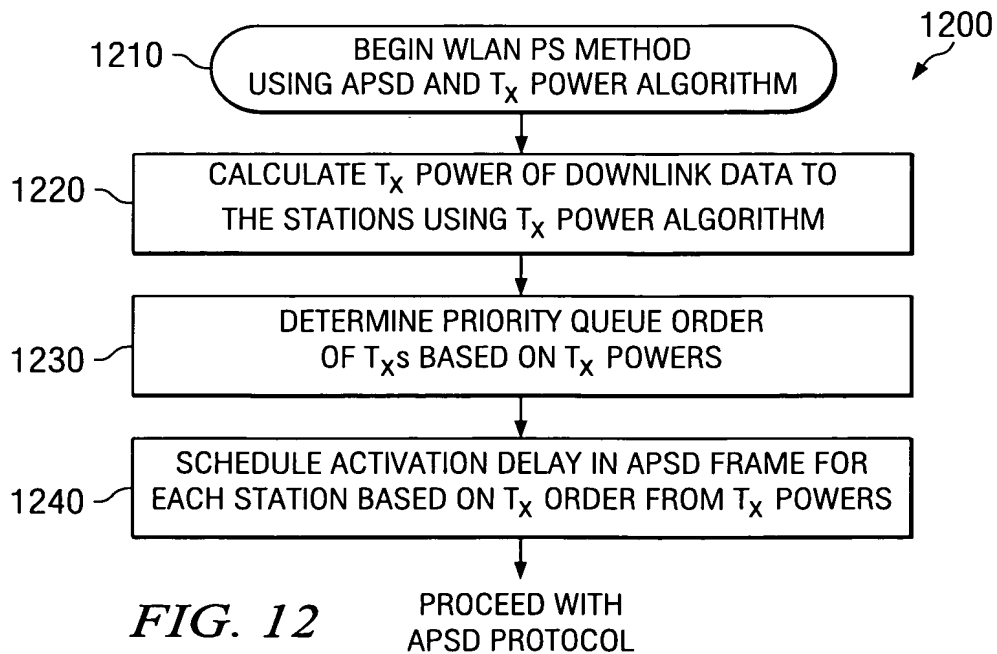 1200
1210
BEGIN WLAN PS METHOD
USING APSD AND TX POWER ALGORITHM
1220
CALCULATE TX POWER OF DOWNLINK DATA TO
THE STATIONS USING TX POWER ALGORITHM
1230
DETERMINE PRIORITY QUEUE ORDER
OF TXS BASED ON TX POWERS
1240
SCHEDULE ACTIVATION DELAY IN APSD FRAME FOR
EACH STATION BASED ON TX ORDER FROM TX POWERS
FIG. 12
PROCEED WITH
APSD PROTOCOL